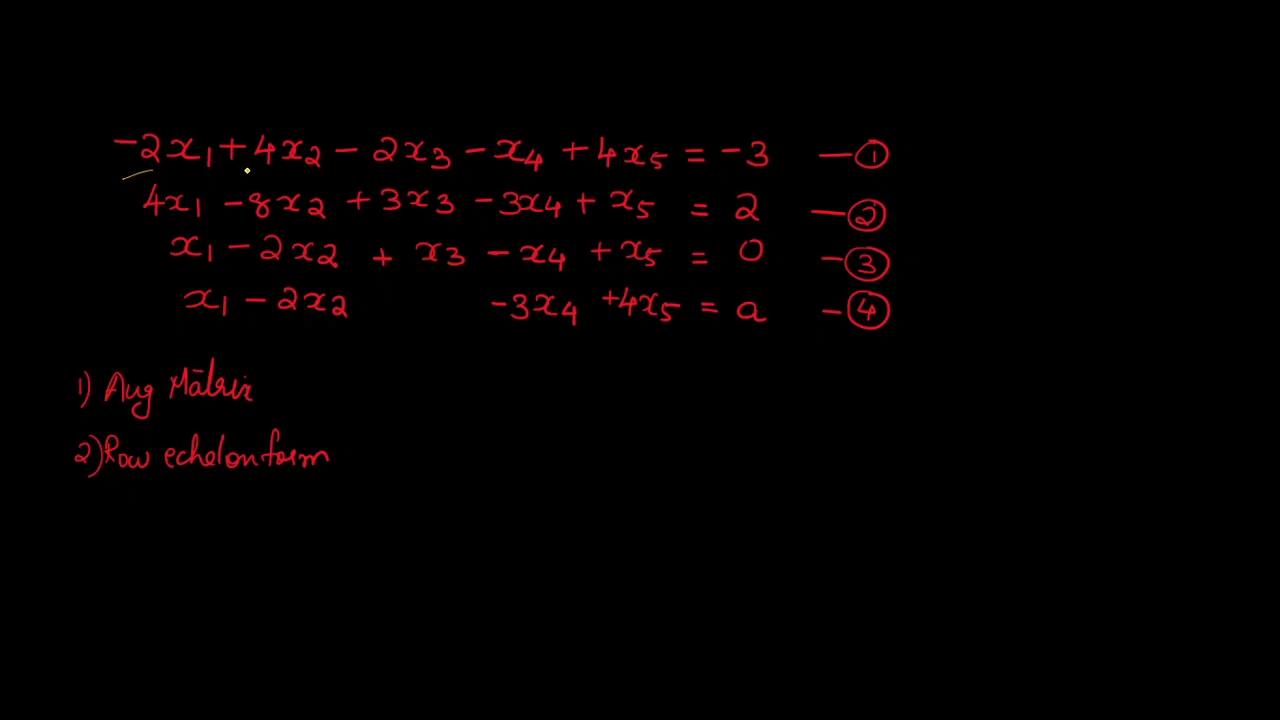 -2x₁ + 4x₂ - 2x₃ - x₄ + 4x₅ = -3 — ①
4x₁ - 8x₂ + 3x₃ - 3x₄ + x₅ = 2 — ②
x₁ - 2x₂ + x₃ - x₄ + x₅ = 0 — ③
x₁ - 2x₂ -3x₄ +4x₅ = a — ④
1) Aug Matrix
2) Row echelon form